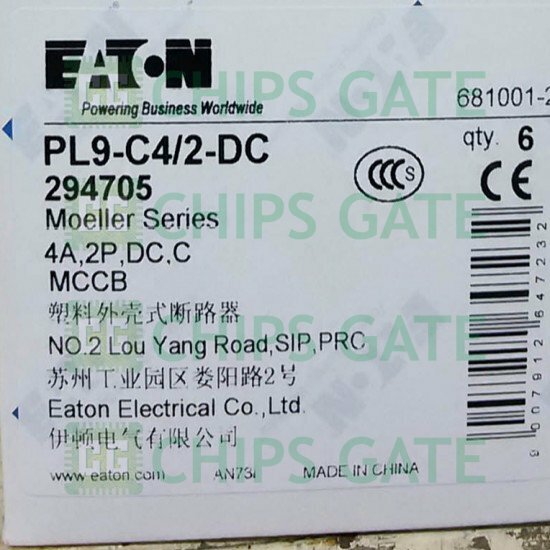 EATON
Powering Business Worldwide
681001-2
PL9-C4/2-DC
qty. 6
294705
CCC S
CE
Moeller Series
4A,2P,DC,C
MCCB
塑料外壳式断路器
NO.2 Lou Yang Road,SIP,PRC
苏州工业园区娄阳路2号
Eaton Electrical Co.,Ltd.
伊顿电气有限公司
www.eaton.com AN73I MADE IN CHINA
9007912647232
CHIPS GATE
CHIPS GATE
CHIPS GATE
CHIPS GATE